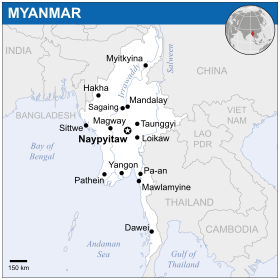 MYANMAR
INDIA
Myitkyina
Irrawaddy
Salween
CHINA
Hakha
Sagaing
Mandalay
BANGLADESH
VIET
NAM
Magway
Taunggyi
Sittwe
Naypyitaw
Loikaw
LAO
PDR
Bay of
Bengal
Yangon
Pa-an
Pathein
Mawlamyine
THAILAND
Dawei
CAMBODIA
Andaman
Sea
Gulf of
Thailand
150 km